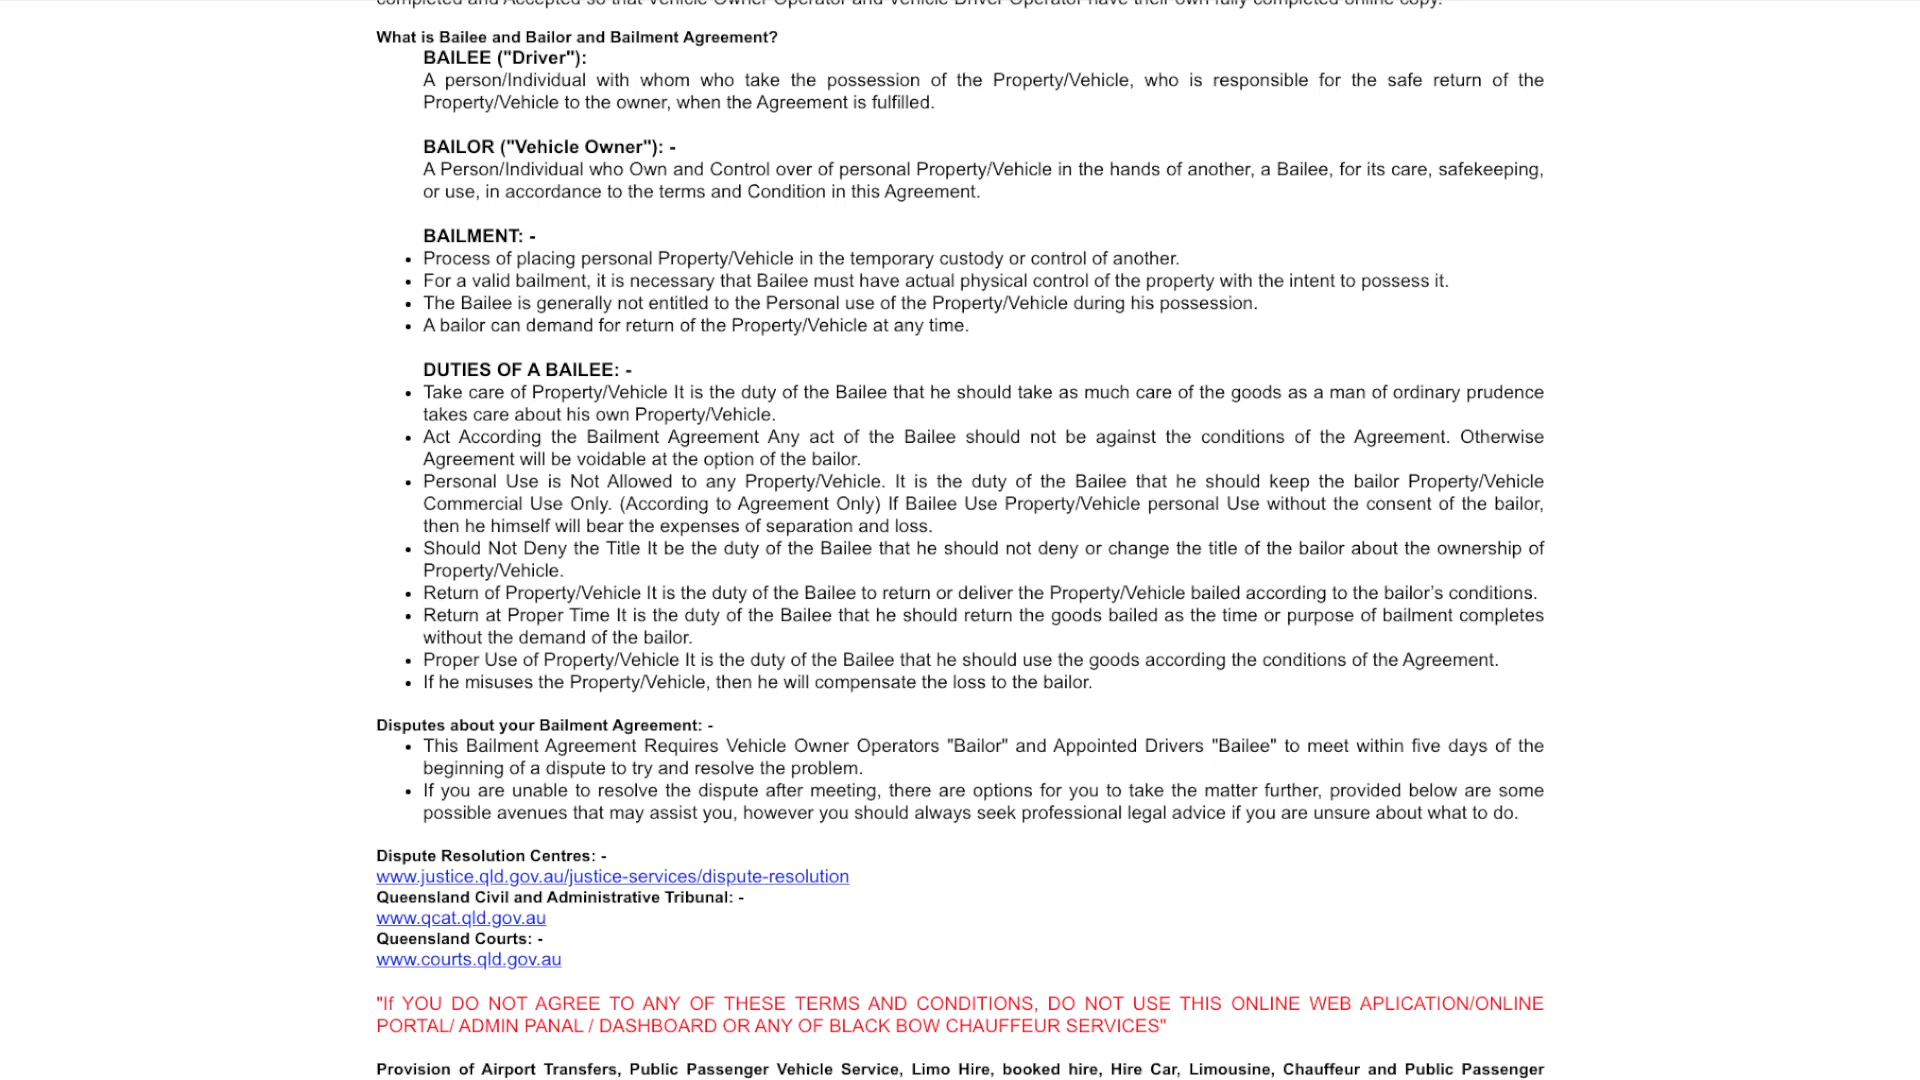 completed and Accepted so that Vehicle Owner Operator and Vehicle Driver Operator have their own fully completed online copy.
What is Bailee and Bailor and Bailment Agreement?
BAILEE ("Driver"):
A person/Individual with whom who take the possession of the Property/Vehicle, who is responsible for the safe return of the
Property/Vehicle to the owner, when the Agreement is fulfilled.
BAILOR ("Vehicle Owner"): -
A Person/Individual who Own and Control over of personal Property/Vehicle in the hands of another, a Bailee, for its care, safekeeping,
or use, in accordance to the terms and Condition in this Agreement.
BAILMENT: -
• Process of placing personal Property/Vehicle in the temporary custody or control of another.
• For a valid bailment, it is necessary that Bailee must have actual physical control of the property with the intent to possess it.
• The Bailee is generally not entitled to the Personal use of the Property/Vehicle during his possession.
• A bailor can demand for return of the Property/Vehicle at any time.
DUTIES OF A BAILEE: -
• Take care of Property/Vehicle It is the duty of the Bailee that he should take as much care of the goods as a man of ordinary prudence
takes care about his own Property/Vehicle.
• Act According the Bailment Agreement Any act of the Bailee should not be against the conditions of the Agreement. Otherwise
Agreement will be voidable at the option of the bailor.
• Personal Use is Not Allowed to any Property/Vehicle. It is the duty of the Bailee that he should keep the bailor Property/Vehicle
Commercial Use Only. (According to Agreement Only) If Bailee Use Property/Vehicle personal Use without the consent of the bailor,
then he himself will bear the expenses of separation and loss.
• Should Not Deny the Title It be the duty of the Bailee that he should not deny or change the title of the bailor about the ownership of
Property/Vehicle.
• Return of Property/Vehicle It is the duty of the Bailee to return or deliver the Property/Vehicle bailed according to the bailor's conditions.
• Return at Proper Time It is the duty of the Bailee that he should return the goods bailed as the time or purpose of bailment completes
without the demand of the bailor.
• Proper Use of Property/Vehicle It is the duty of the Bailee that he should use the goods according the conditions of the Agreement.
• If he misuses the Property/Vehicle, then he will compensate the loss to the bailor.
Disputes about your Bailment Agreement: -
• This Bailment Agreement Requires Vehicle Owner Operators "Bailor" and Appointed Drivers "Bailee" to meet within five days of the
beginning of a dispute to try and resolve the problem.
• If you are unable to resolve the dispute after meeting, there are options for you to take the matter further, provided below are some
possible avenues that may assist you, however you should always seek professional legal advice if you are unsure about what to do.
Dispute Resolution Centres: -
www.justice.qld.gov.au/justice-services/dispute-resolution
Queensland Civil and Administrative Tribunal: -
www.qcat.qld.gov.au
Queensland Courts: -
www.courts.qld.gov.au
"If YOU DO NOT AGREE TO ANY OF THESE TERMS AND CONDITIONS, DO NOT USE THIS ONLINE WEB APLICATION/ONLINE
PORTAL/ ADMIN PANAL / DASHBOARD OR ANY OF BLACK BOW CHAUFFEUR SERVICES"
Provision of Airport Transfers, Public Passenger Vehicle Service, Limo Hire, booked hire, Hire Car, Limousine, Chauffeur and Public Passenger